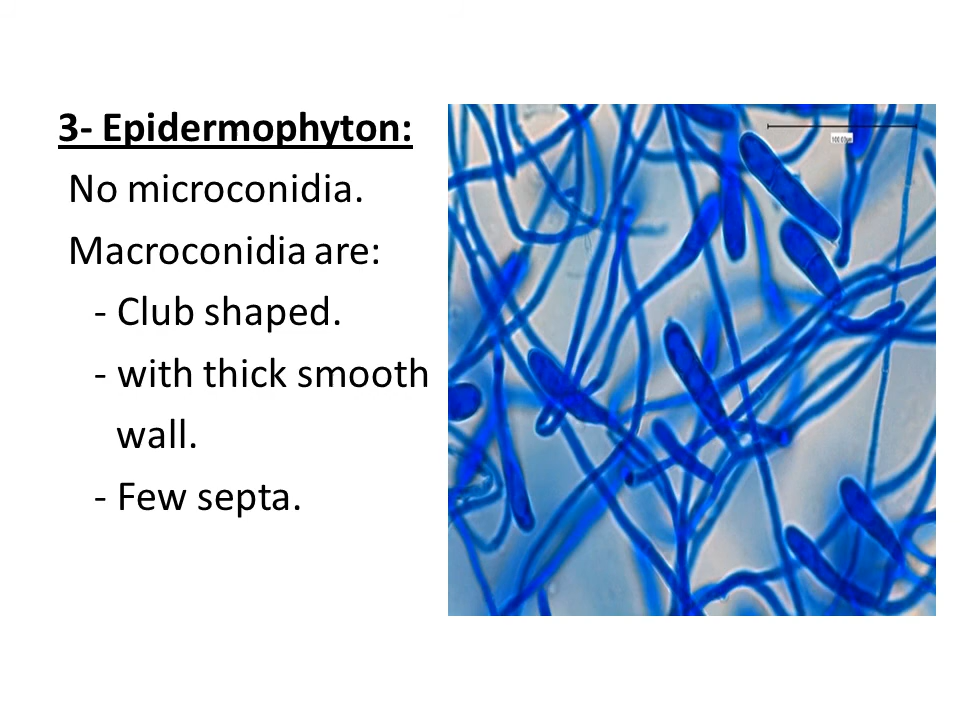 3- Epidermophyton:
No microconidia.
Macroconidia are:
- Club shaped.
- with thick smooth
wall.
- Few septa.